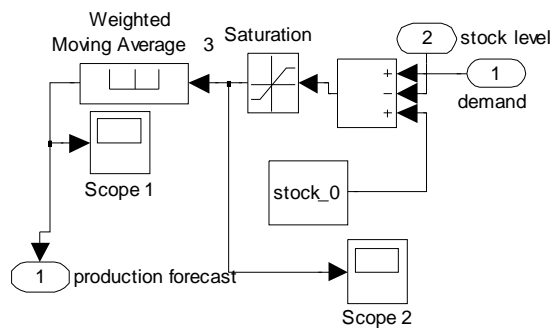 Weighted
Moving Average 3 Saturation
2 stock level
+
1
−
demand
+
stock_0
Scope 1
1 production forecast
Scope 2